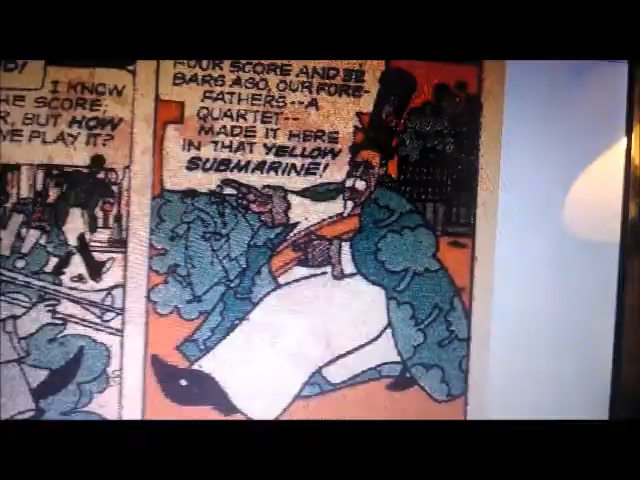 I KNOW
HE SCORE,
R, BUT HOW
WE PLAY IT?
FOUR SCORE AND 32
BARS AGO, OUR FORE-
FATHERS--A
QUARTET--
MADE IT HERE
IN THAT YELLOW
SUBMARINE!